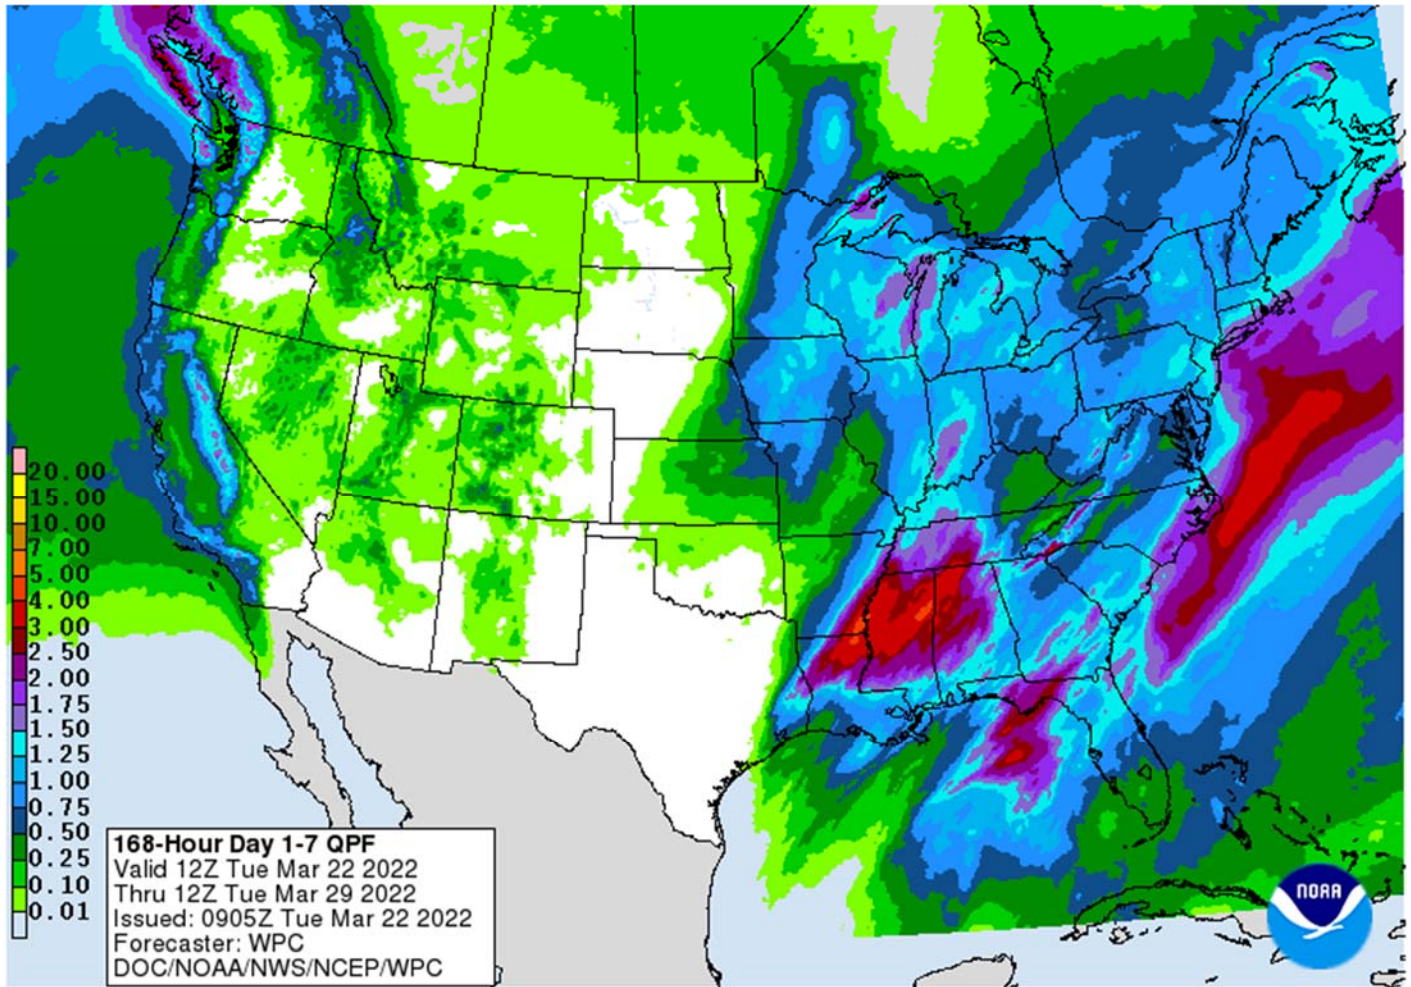 20.00
15.00
10.00
7.00
5.00
4.00
3.00
2.50
2.00
1.75
1.50
1.25
1.00
0.75
0.50
0.25
0.10
0.01
168-Hour Day 1-7 QPF
Valid 12Z Tue Mar 22 2022
Thru 12Z Tue Mar 29 2022
Issued: 0905Z Tue Mar 22 2022
Forecaster: WPC
DOC/NOAA/NWS/NCEP/WPC
NOAA